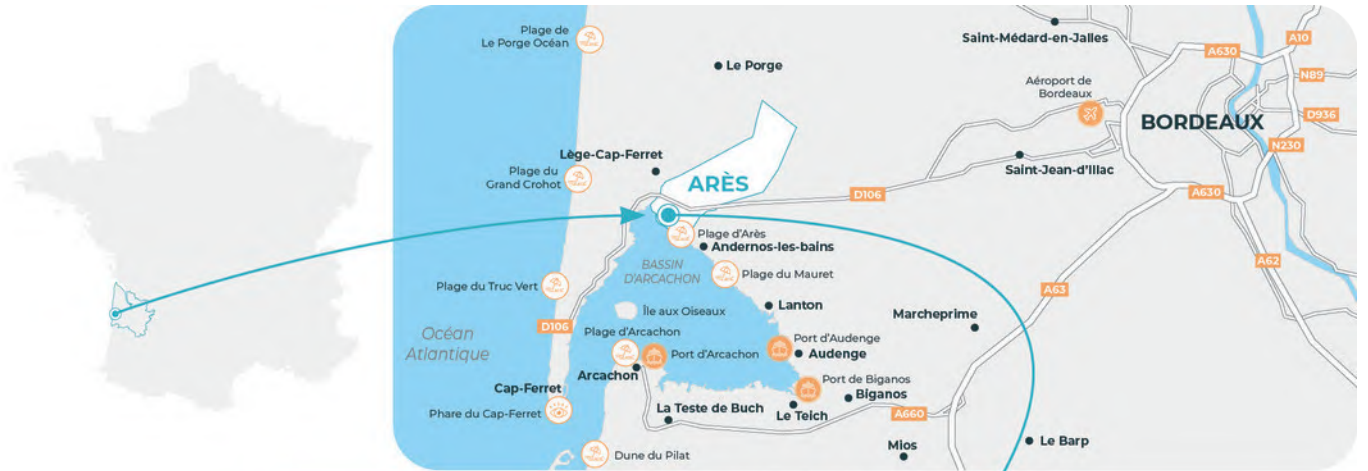 Plage de
Le Porge Océan
Le Porge
Saint-Médard-en-Jalles
A630
A10
N89
Aéroport de
Bordeaux
D936
BORDEAUX
N230
Lège-Cap-Ferret
Plage du
Grand Crohot
ARÈS
D106
Saint-Jean-d'Illac
A630
Plage d'Arès
Andernos-les-bains
BASSIN
D'ARCACHON
Plage du Mauret
A62
Plage du Truc Vert
A63
Île aux Oiseaux
Lanton
Marcheprime
Océan
Atlantique
D106
Plage d'Arcachon
Port d'Arcachon
Port d'Audenge
Audenge
Arcachon
Cap-Ferret
Port de Biganos
Biganos
Phare du Cap-Ferret
La Teste de Buch
Le Teich
A660
Mios
Le Barp
Dune du Pilat